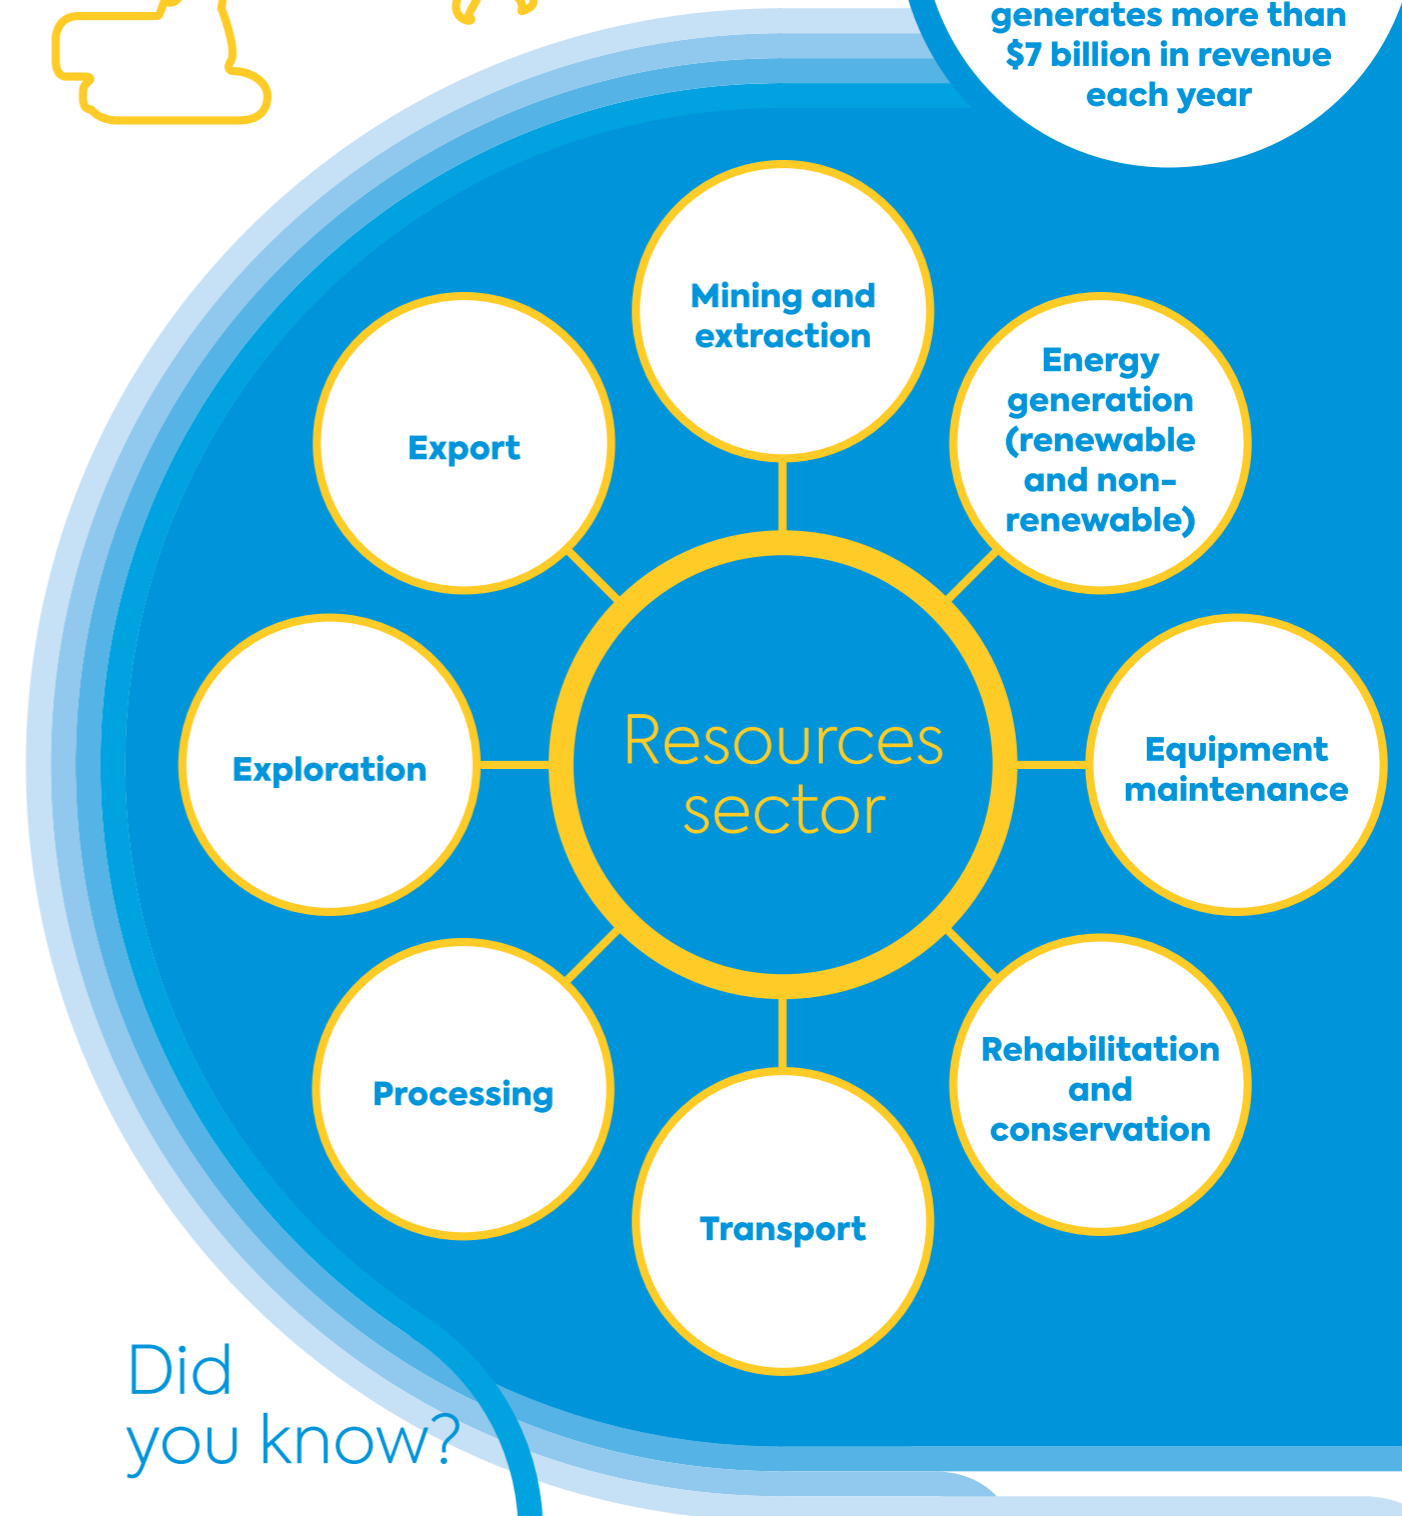 generates more than
$7 billion in revenue
each year
Mining and
extraction
Energy
generation
(renewable
and non-
renewable)
Export
Resources
sector
Equipment
maintenance
Exploration
Rehabilitation
and
conservation
Processing
Transport
Did
you know?